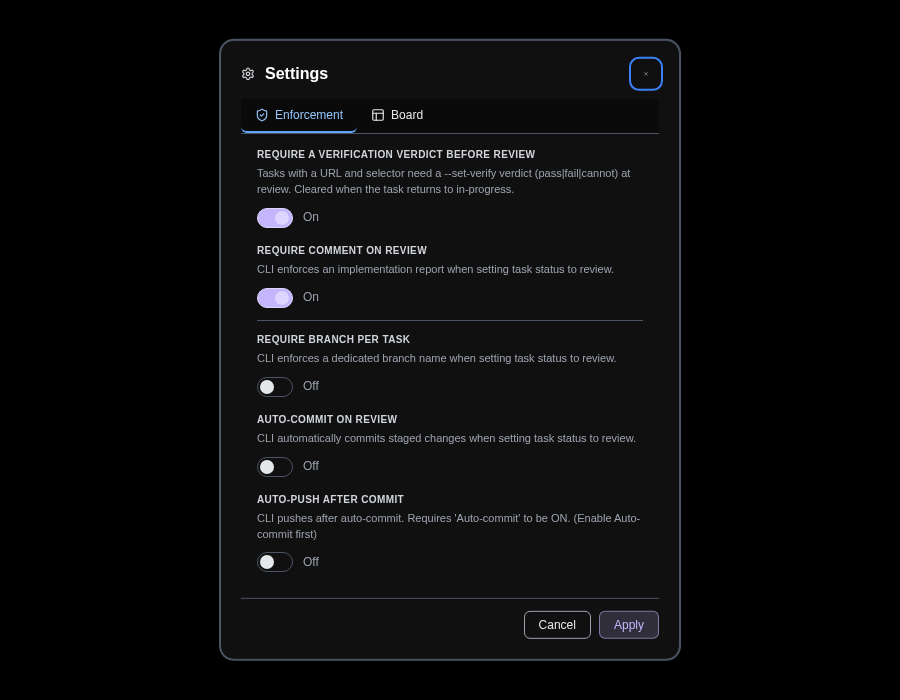 Settings
Enforcement
Board
REQUIRE A VERIFICATION VERDICT BEFORE REVIEW
Tasks with a URL and selector need a --set-verify verdict (pass|fail|cannot) at
review. Cleared when the task returns to in-progress.
On
REQUIRE COMMENT ON REVIEW
CLI enforces an implementation report when setting task status to review.
On
REQUIRE BRANCH PER TASK
CLI enforces a dedicated branch name when setting task status to review.
Off
AUTO-COMMIT ON REVIEW
CLI automatically commits staged changes when setting task status to review.
Off
AUTO-PUSH AFTER COMMIT
CLI pushes after auto-commit. Requires 'Auto-commit' to be ON. (Enable Auto-
commit first)
Off
Cancel
Apply